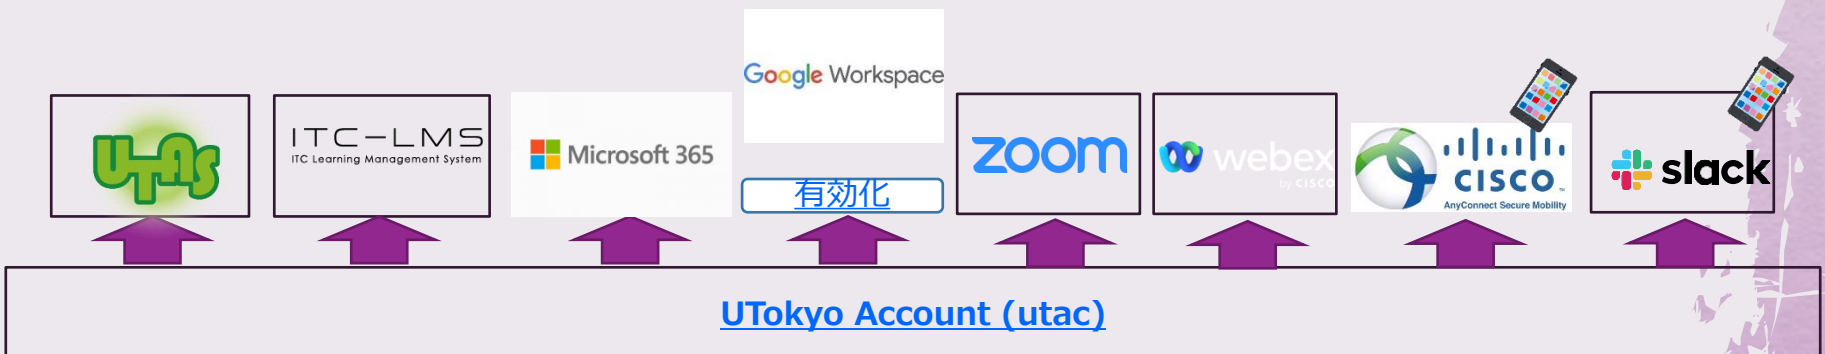 UTAS
ITC-LMS
ITC Learning Management System
Microsoft 365
Google Workspace
有効化
zoom
webex
by CISCO
CISCO
AnyConnect Secure Mobility
slack
UTokyo Account (utac)